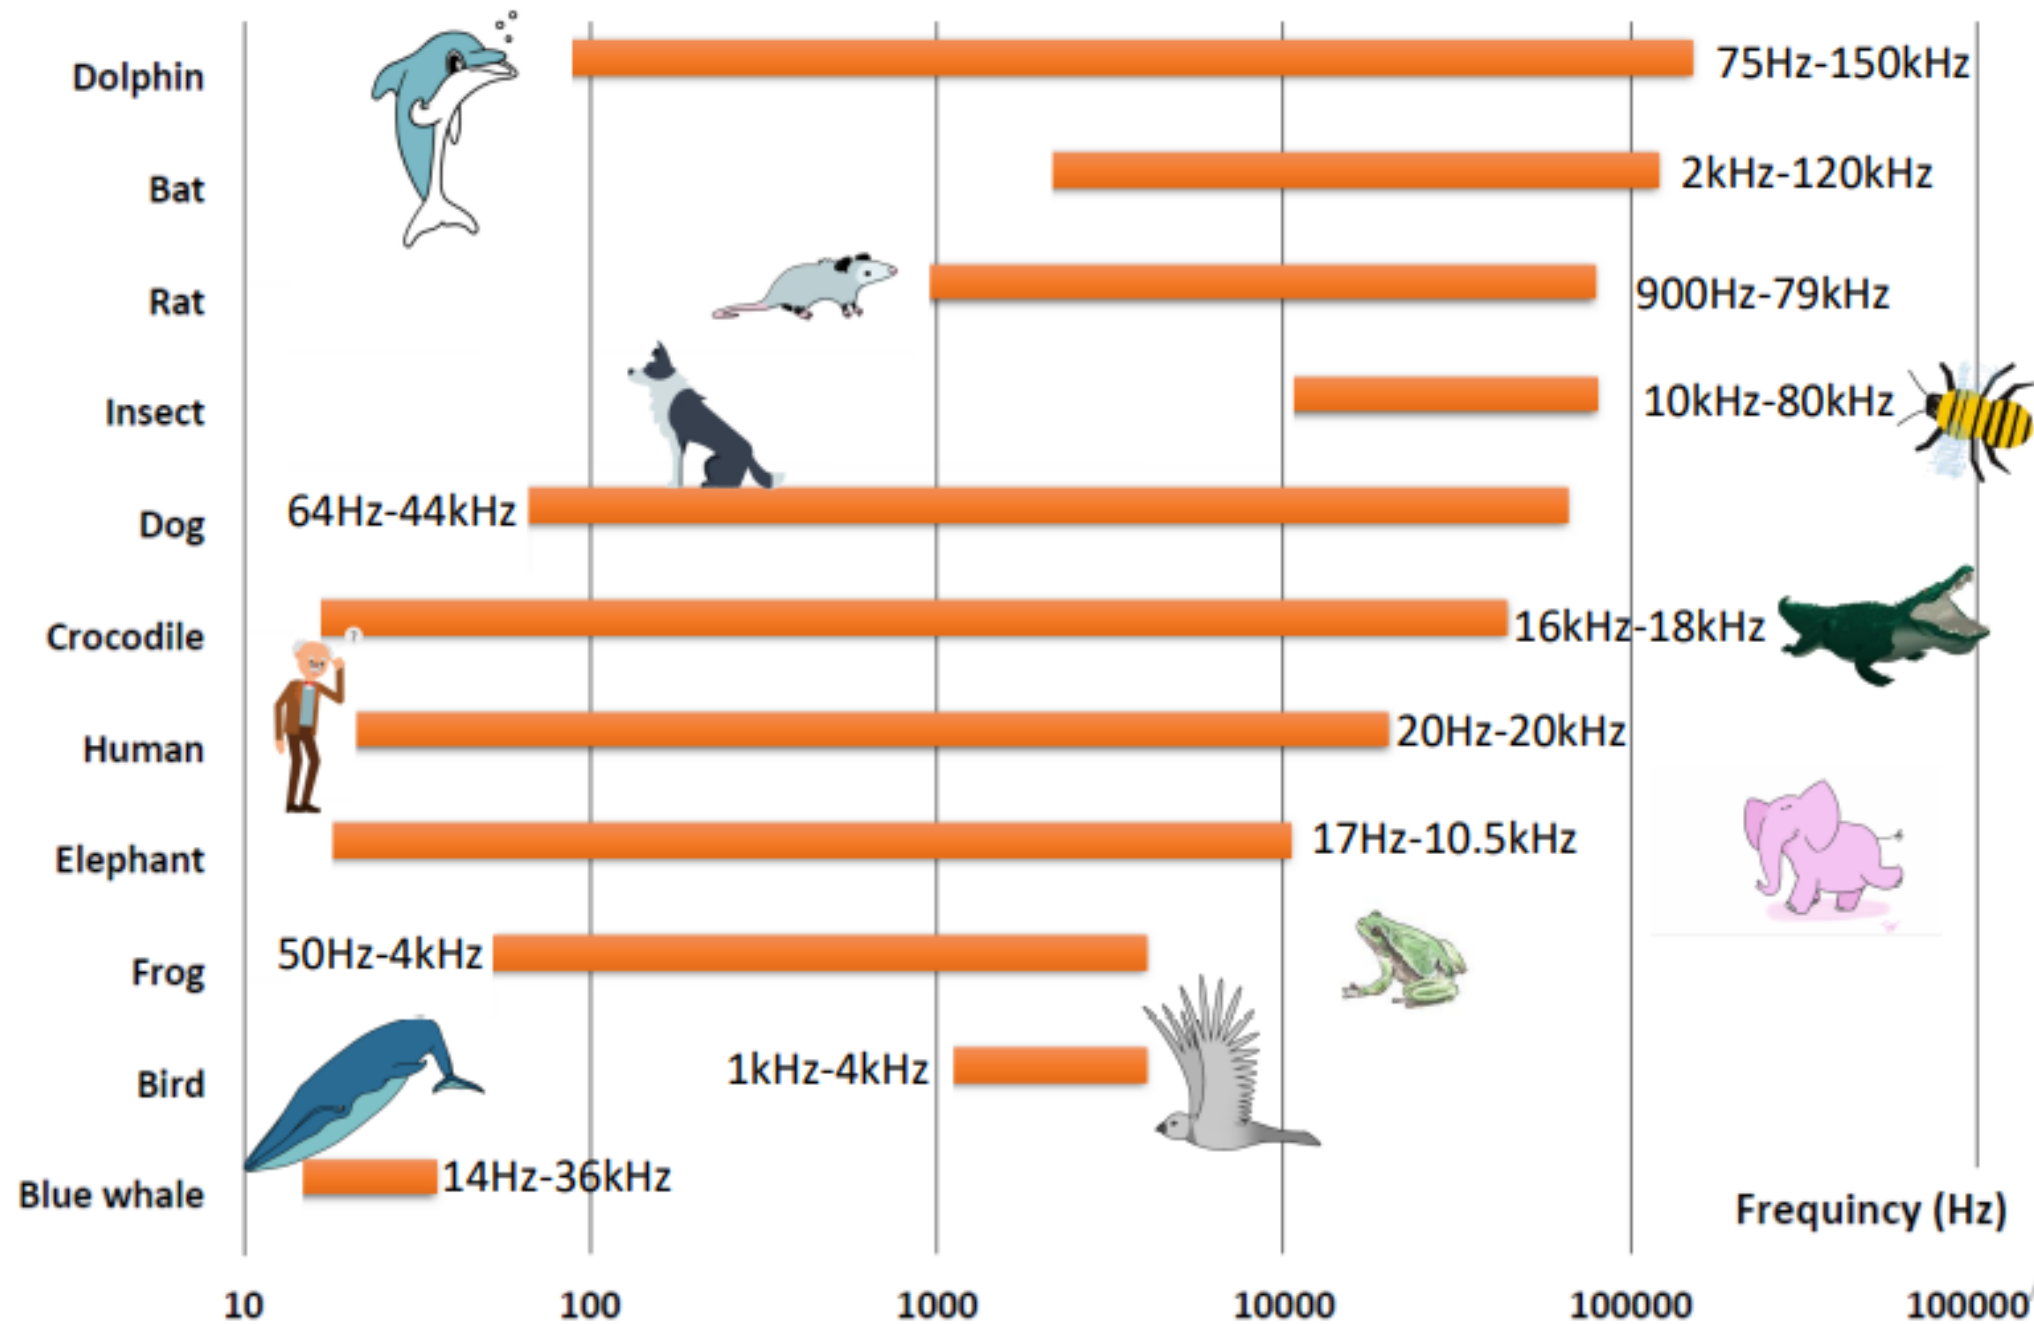 Dolphin 75Hz-150kHz
Bat 2kHz-120kHz
Rat 900Hz-79kHz
Insect 10kHz-80kHz
Dog 64Hz-44kHz
Crocodile 16kHz-18kHz
?
Human 20Hz-20kHz
Elephant 17Hz-10.5kHz
Frog 50Hz-4kHz
Bird 1kHz-4kHz
Blue whale 14Hz-36kHz
Frequincy (Hz)
10 100 1000 10000 100000